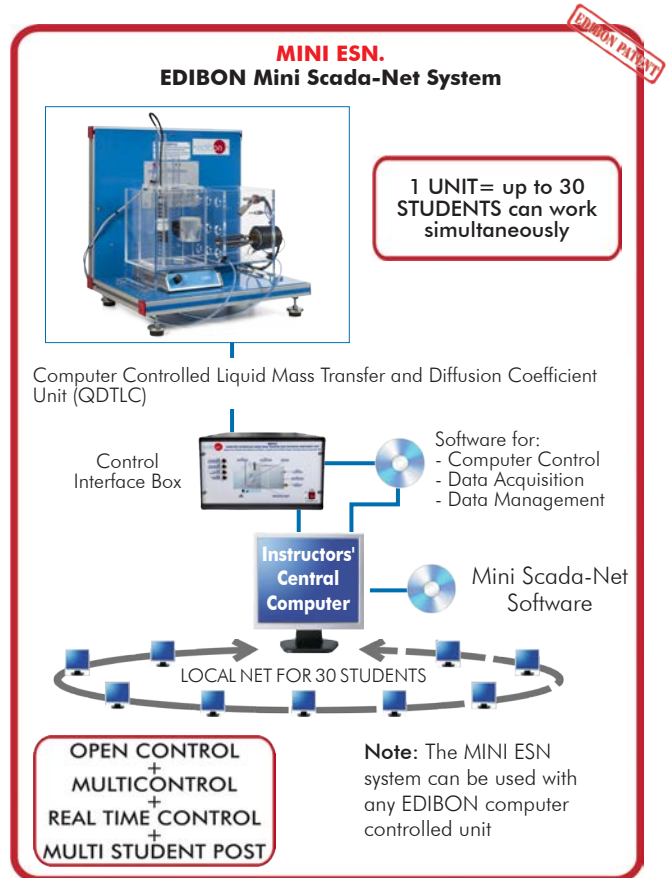 EDIBON PATENT
MINI ESN.
EDIBON Mini Scada-Net System
1 UNIT= up to 30
STUDENTS can work
simultaneously
Computer Controlled Liquid Mass Transfer and Diffusion Coefficient
Unit (QDTLC)
Control
Interface Box
Software for:
- Computer Control
- Data Acquisition
- Data Management
Instructors'
Central
Computer
Mini Scada-Net
Software
LOCAL NET FOR 30 STUDENTS
OPEN CONTROL
+
MULTICONTROL
+
REAL TIME CONTROL
+
MULTI STUDENT POST
Note: The MINI ESN
system can be used with
any EDIBON computer
controlled unit